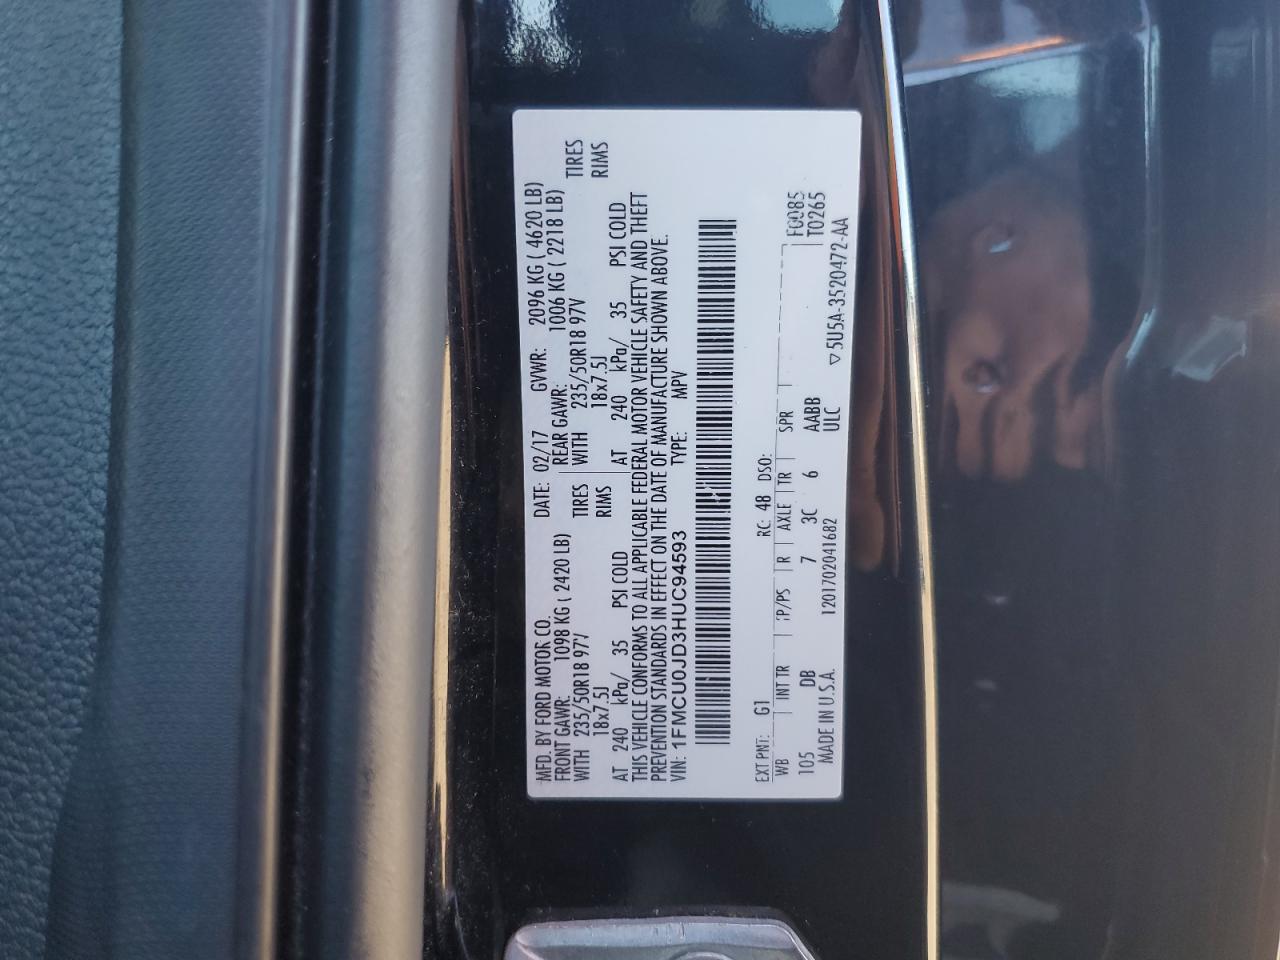 MFD. BY FORD MOTOR CO. DATE: 02/17 GVWR: 2096 KG ( 4620 LB)
FRONT GAWR: 1098 KG ( 2420 LB) REAR GAWR: 1006 KG ( 2218 LB)
WITH 235/50R18 97V TIRES WITH 235/50R18 97V TIRES
18x7.5J RIMS 18x7.5J RIMS
AT 240 kPa/ 35 PSI COLD AT 240 kPa/ 35 PSI COLD
THIS VEHICLE CONFORMS TO ALL APPLICABLE FEDERAL MOTOR VEHICLE SAFETY AND THEFT
PREVENTION STANDARDS IN EFFECT ON THE DATE OF MANUFACTURE SHOWN ABOVE.
VIN: 1FMCU0JD3HUC94593 TYPE: MPV
EXT PNT: G1 RC: 48 DSO:
WB INT TR TP/PS R AXLE TR SPR F0085
105 DB 7 3C 6 AABB T0265
MADE IN U.S.A. 1201702041682 ULC ▽5U5A-3520472-AA